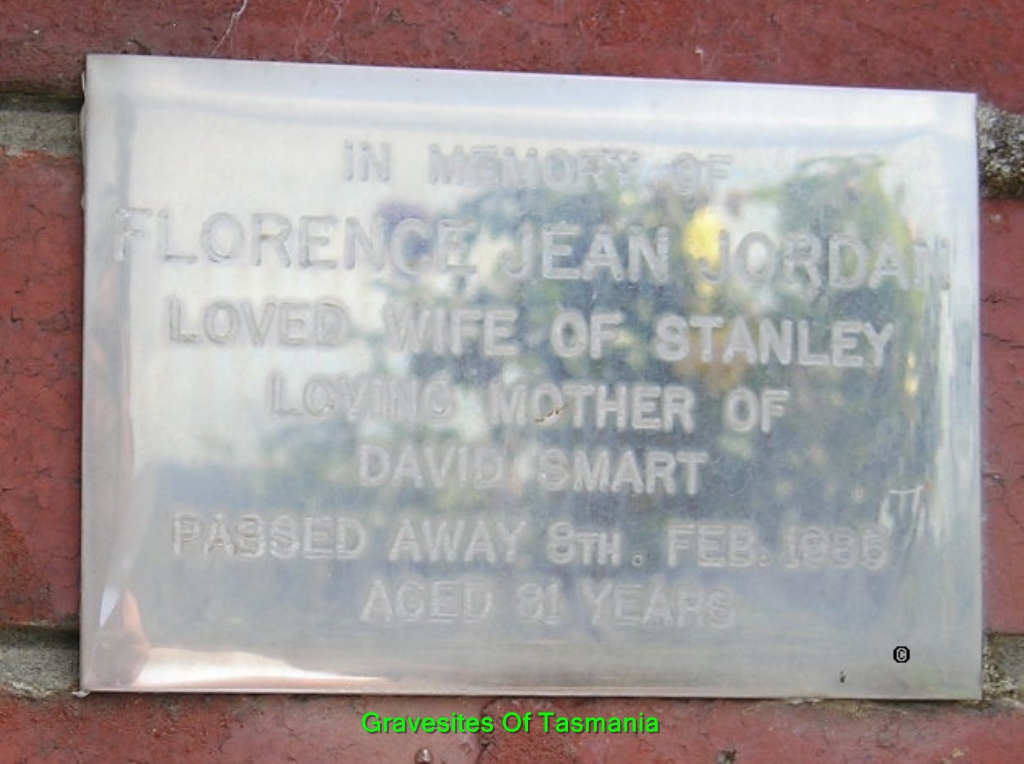 IN MEMORY OF
FLORENCE JEAN JORDAN
LOVED WIFE OF STANLEY
LOVING MOTHER OF
DAVID SMART
PASSED AWAY 8TH. FEB.
AGED 81 YEARS
©
Gravesites Of Tasmania